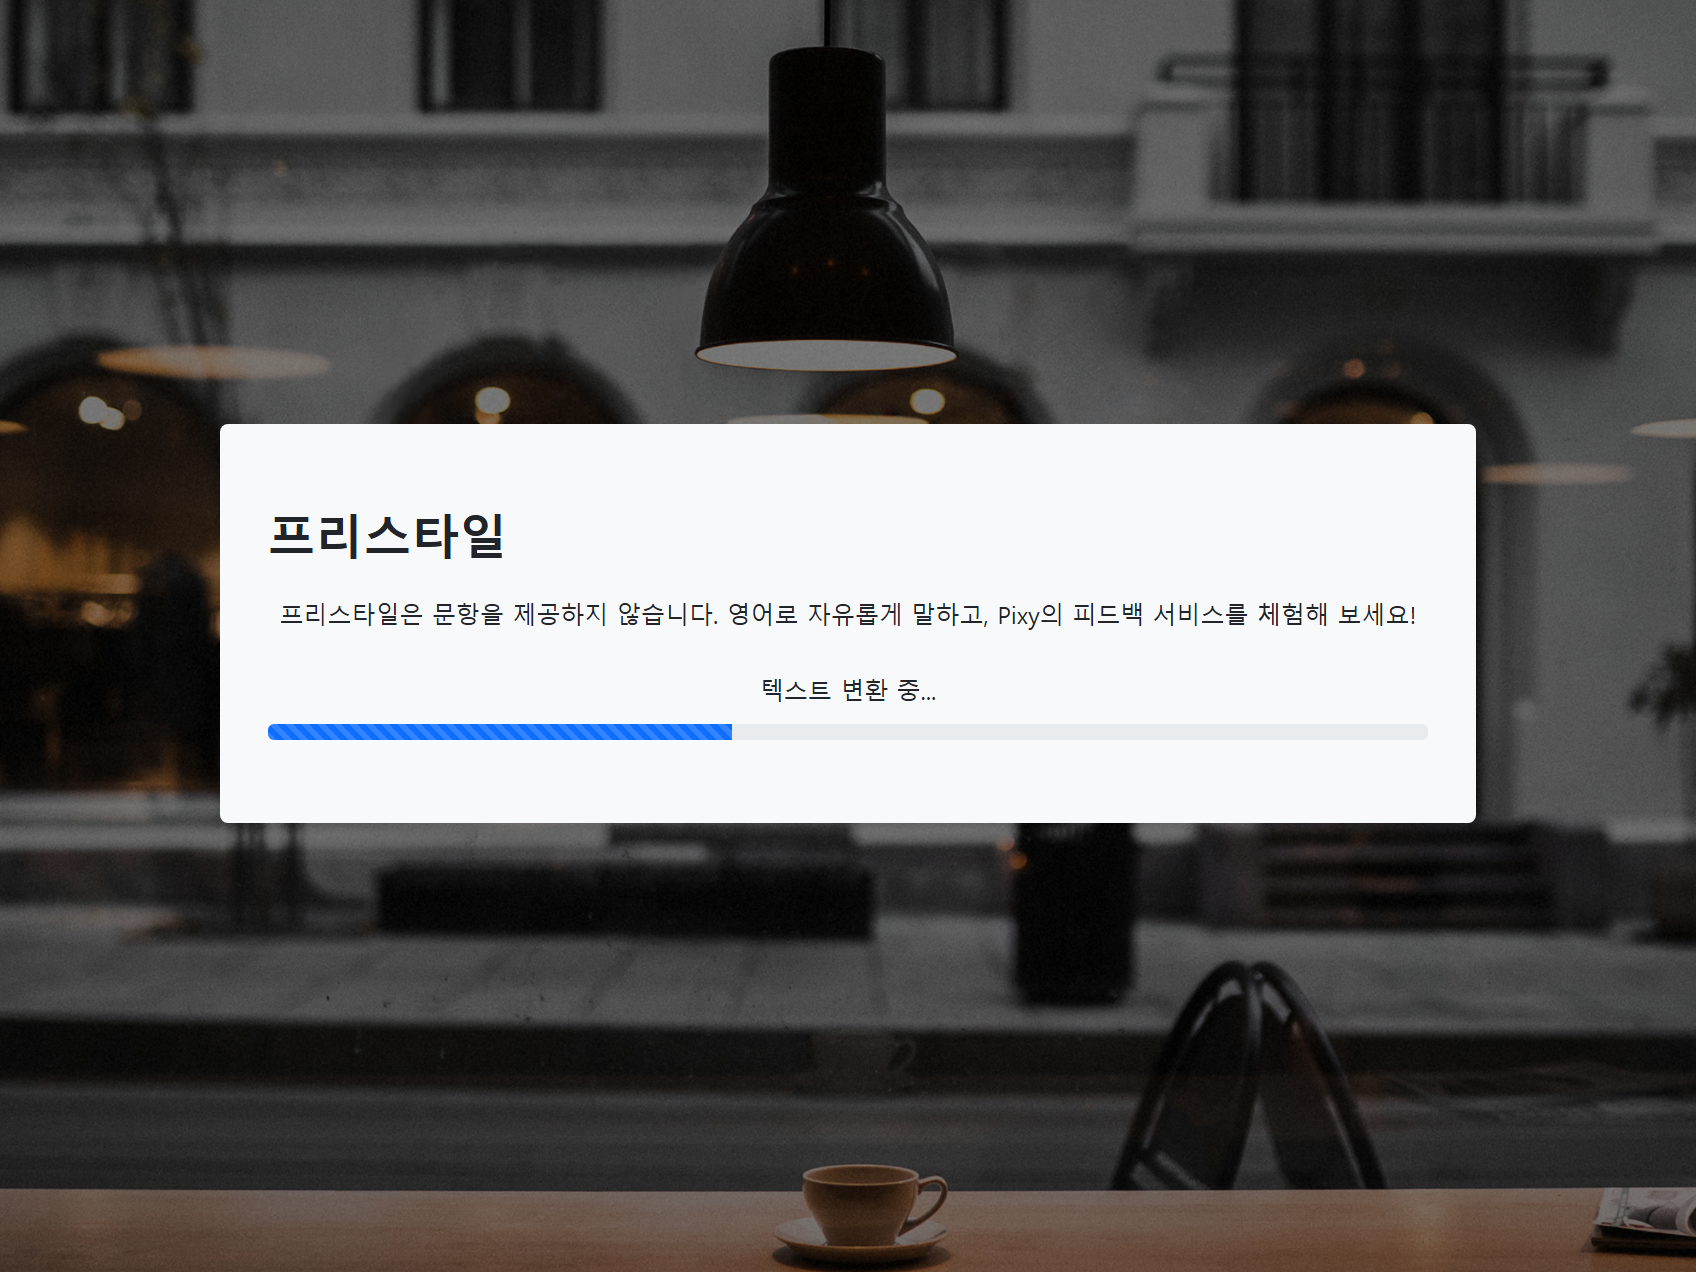 프리스타일
프리스타일은 문항을 제공하지 않습니다. 영어로 자유롭게 말하고, Pixy의 피드백 서비스를 체험해 보세요!
텍스트 변환 중...